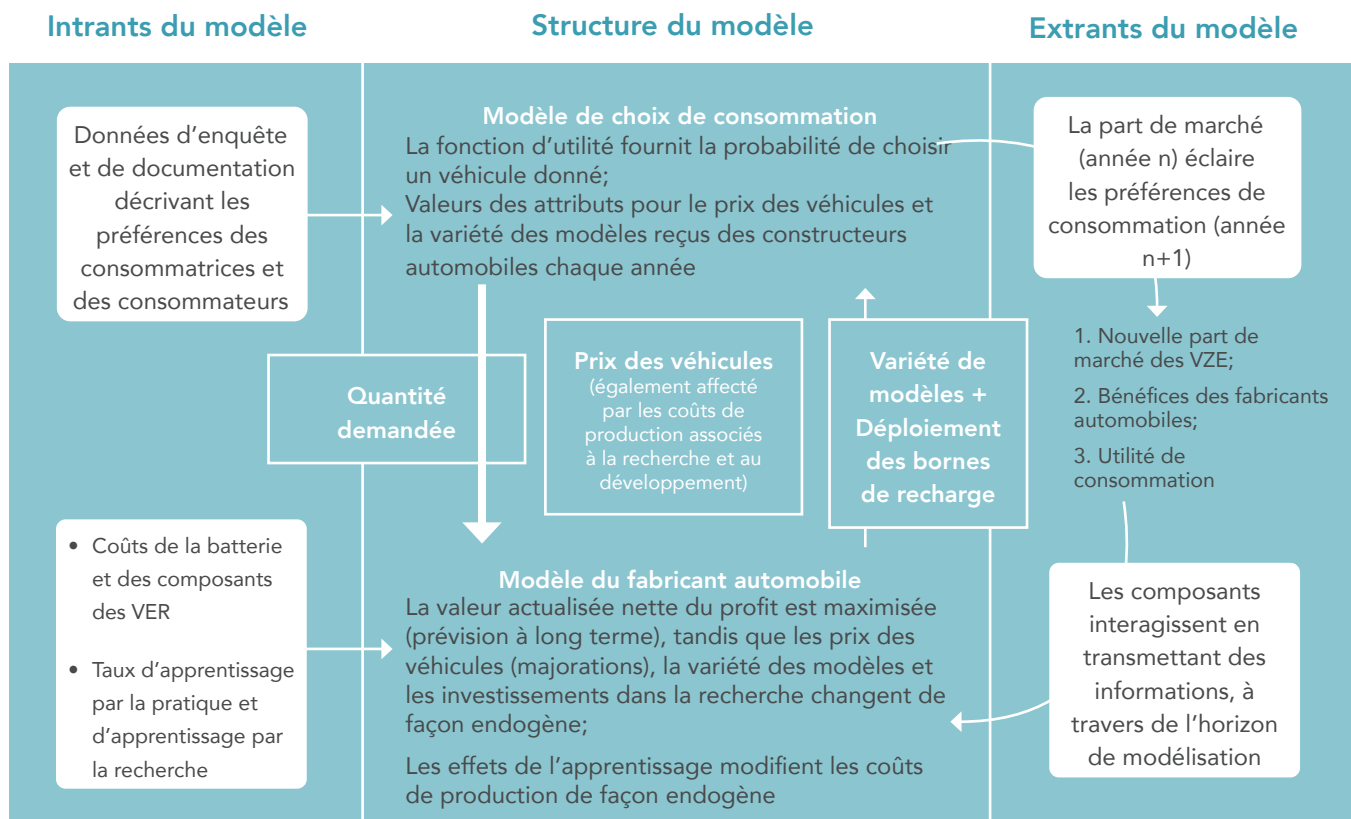 Intrants du modèle
Structure du modèle
Extrants du modèle
Données d'enquête
et de documentation
décrivant les
préférences des
consommatrices et
des consommateurs
Modèle de choix de consommation
La fonction d'utilité fournit la probabilité de choisir
un véhicule donné;
Valeurs des attributs pour le prix des véhicules et
la variété des modèles reçus des constructeurs
automobiles chaque année
La part de marché
(année n) éclaire
les préférences de
consommation (année
n+1)
Quantité
demandée
Prix des véhicules
(également affecté
par les coûts de
production associés
à la recherche et au
développement)
Variété de
modèles +
Déploiement
des bornes
de recharge
1. Nouvelle part de
marché des VZE;
2. Bénéfices des fabricants
automobiles;
3. Utilité de
consommation
• Coûts de la batterie
et des composants
des VER
• Taux d'apprentissage
par la pratique et
d'apprentissage par
la recherche
Modèle du fabricant automobile
La valeur actualisée nette du profit est maximisée
(prévision à long terme), tandis que les prix des
véhicules (majorations), la variété des modèles et
les investissements dans la recherche changent de
façon endogène;
Les effets de l'apprentissage modifient les coûts
de production de façon endogène
Les composants
interagissent en
transmettant des
informations, à
travers de l'horizon
de modélisation